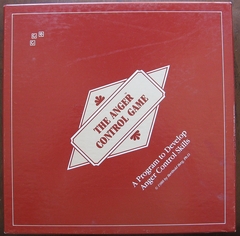 THE ANGER
CONTROL GAME
A Program to Develop
Anger Control Skills